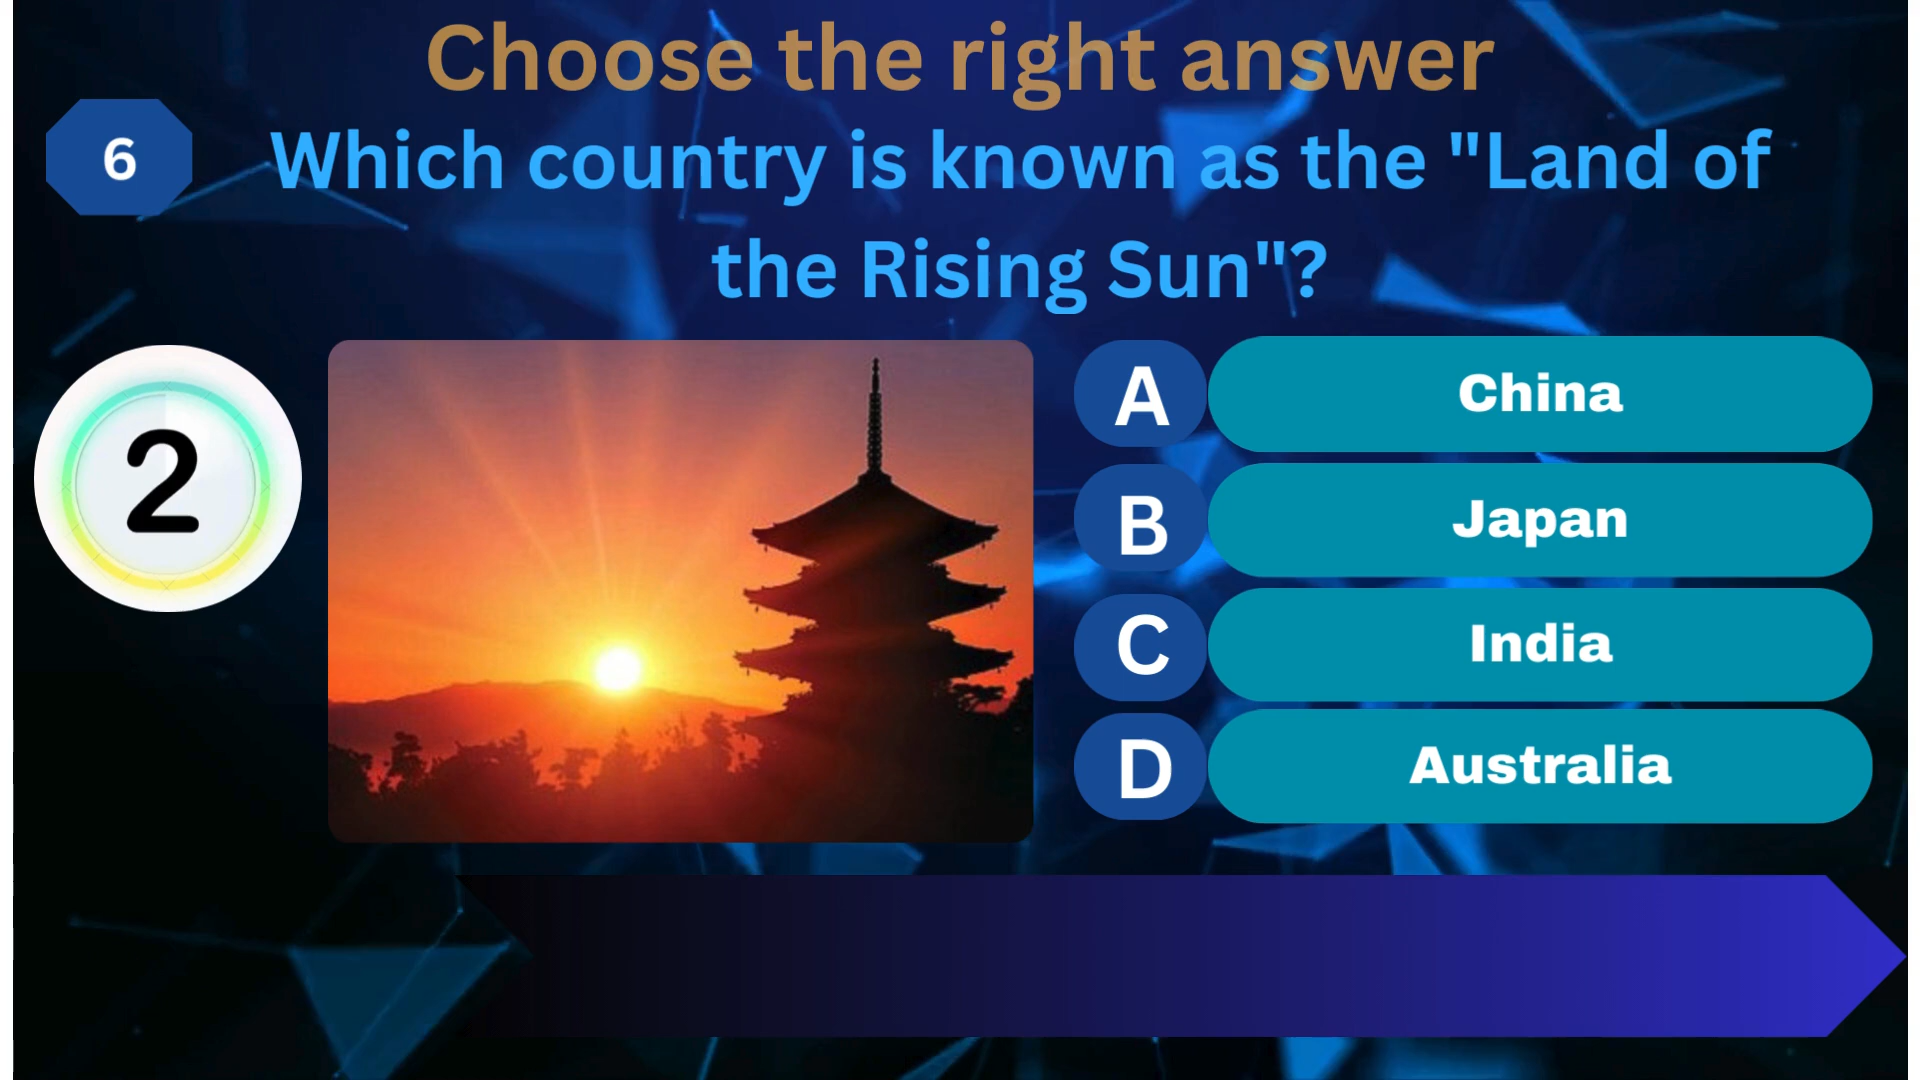 Choose the right answer
6
Which country is known as the "Land of
the Rising Sun"?
2
A China
B Japan
C India
D Australia